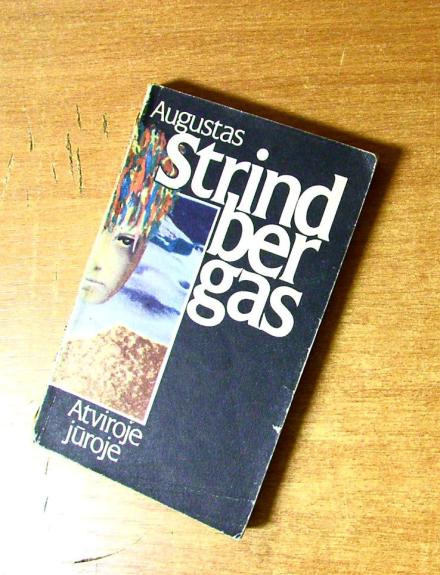 Augustas
Strind
ber
gas
Atviroje
jūroje